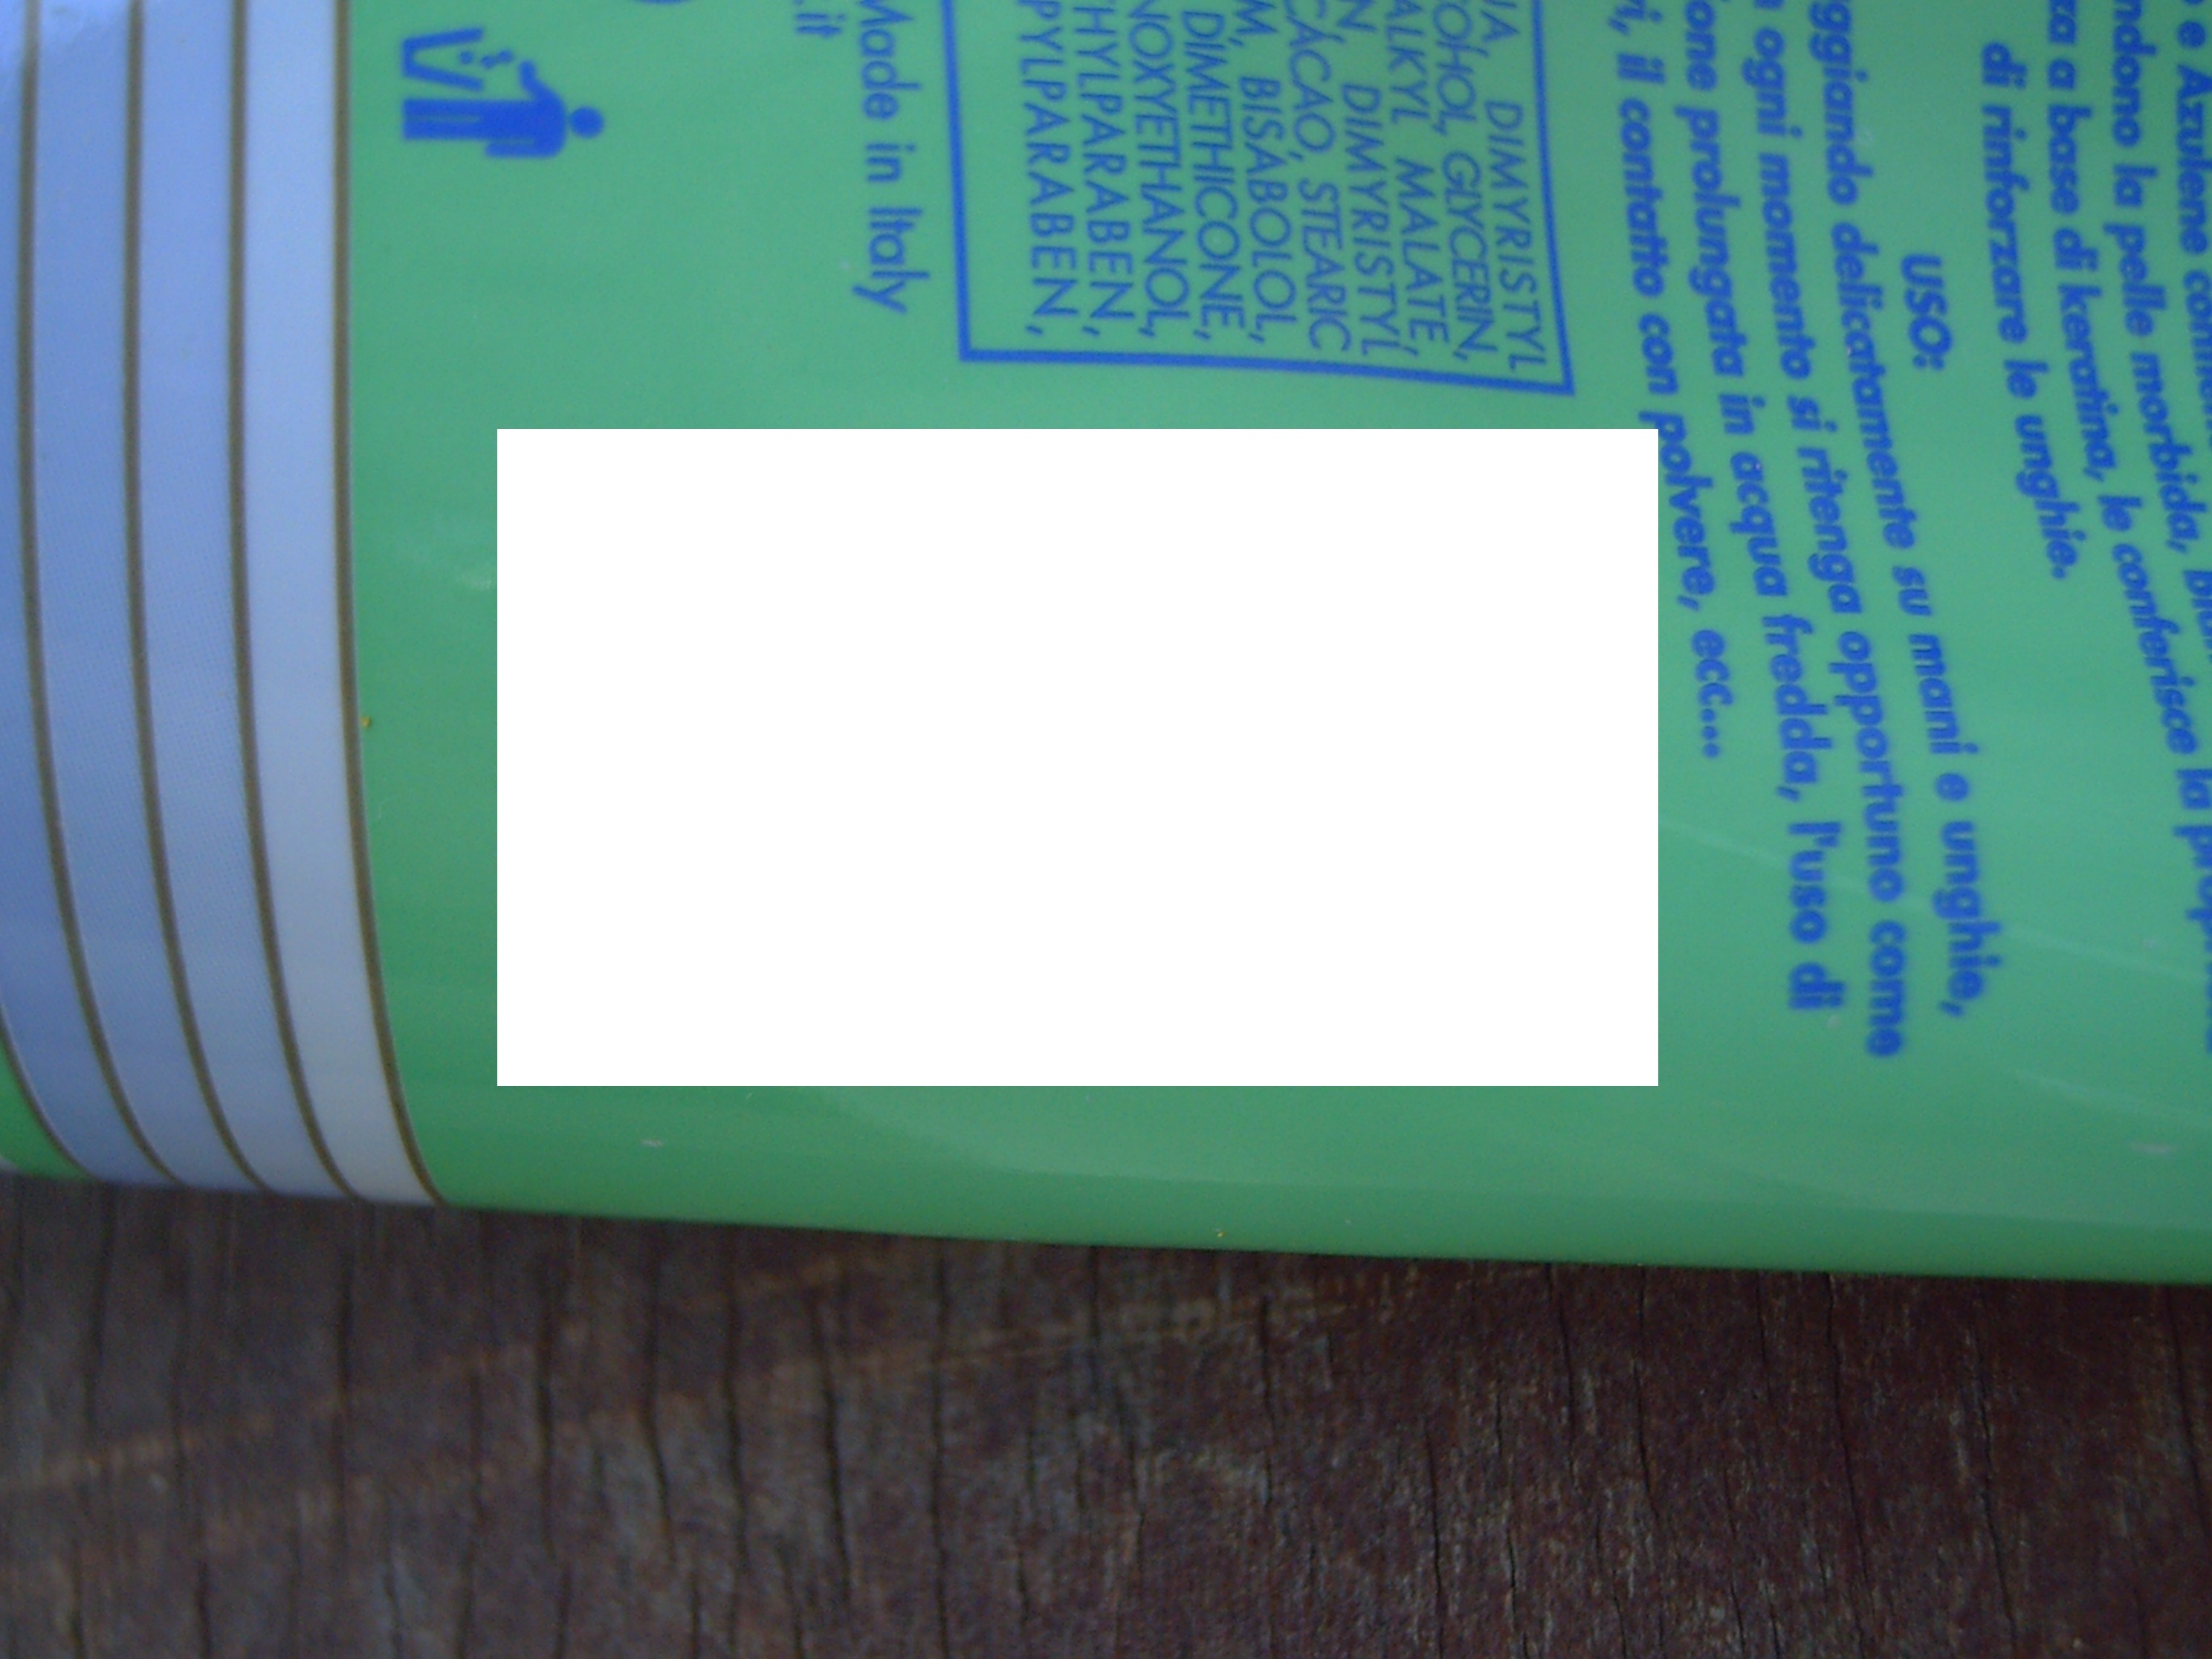 e Azulene
ndono la pelle morbida,
za a base di keratina, le conferisce la
di rinforzare le unghie.
USO:
ggiando delicatamente su mani e unghie,
ogni momento si ritenga opportuno come
one prolungata in acqua fredda, l'uso di
vi, il contatto con polvere, ecc...
IA, DIMYRISTYL
OHOL, GLYCERIN,
ALKYL MALATE,
N, DIMYRISTYL
CACAO, STEARIC
M, BISABOLOL,
DIMETHICONE,
NOXYETHANOL,
THYLPARABEN,
PYLPARABEN,
Made in Italy
.it